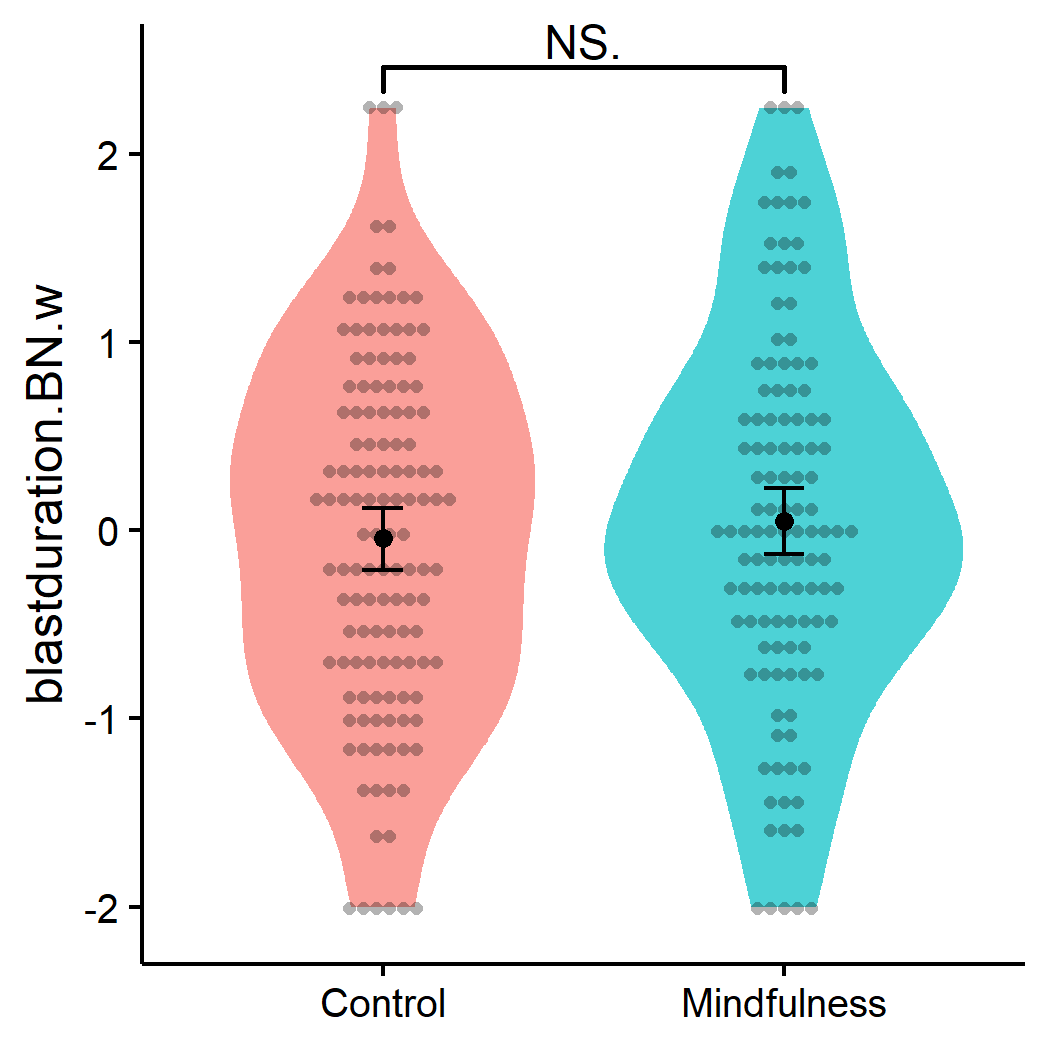 NS.
blastduration.BN.w
2
1
0
-1
-2
Control
Mindfulness